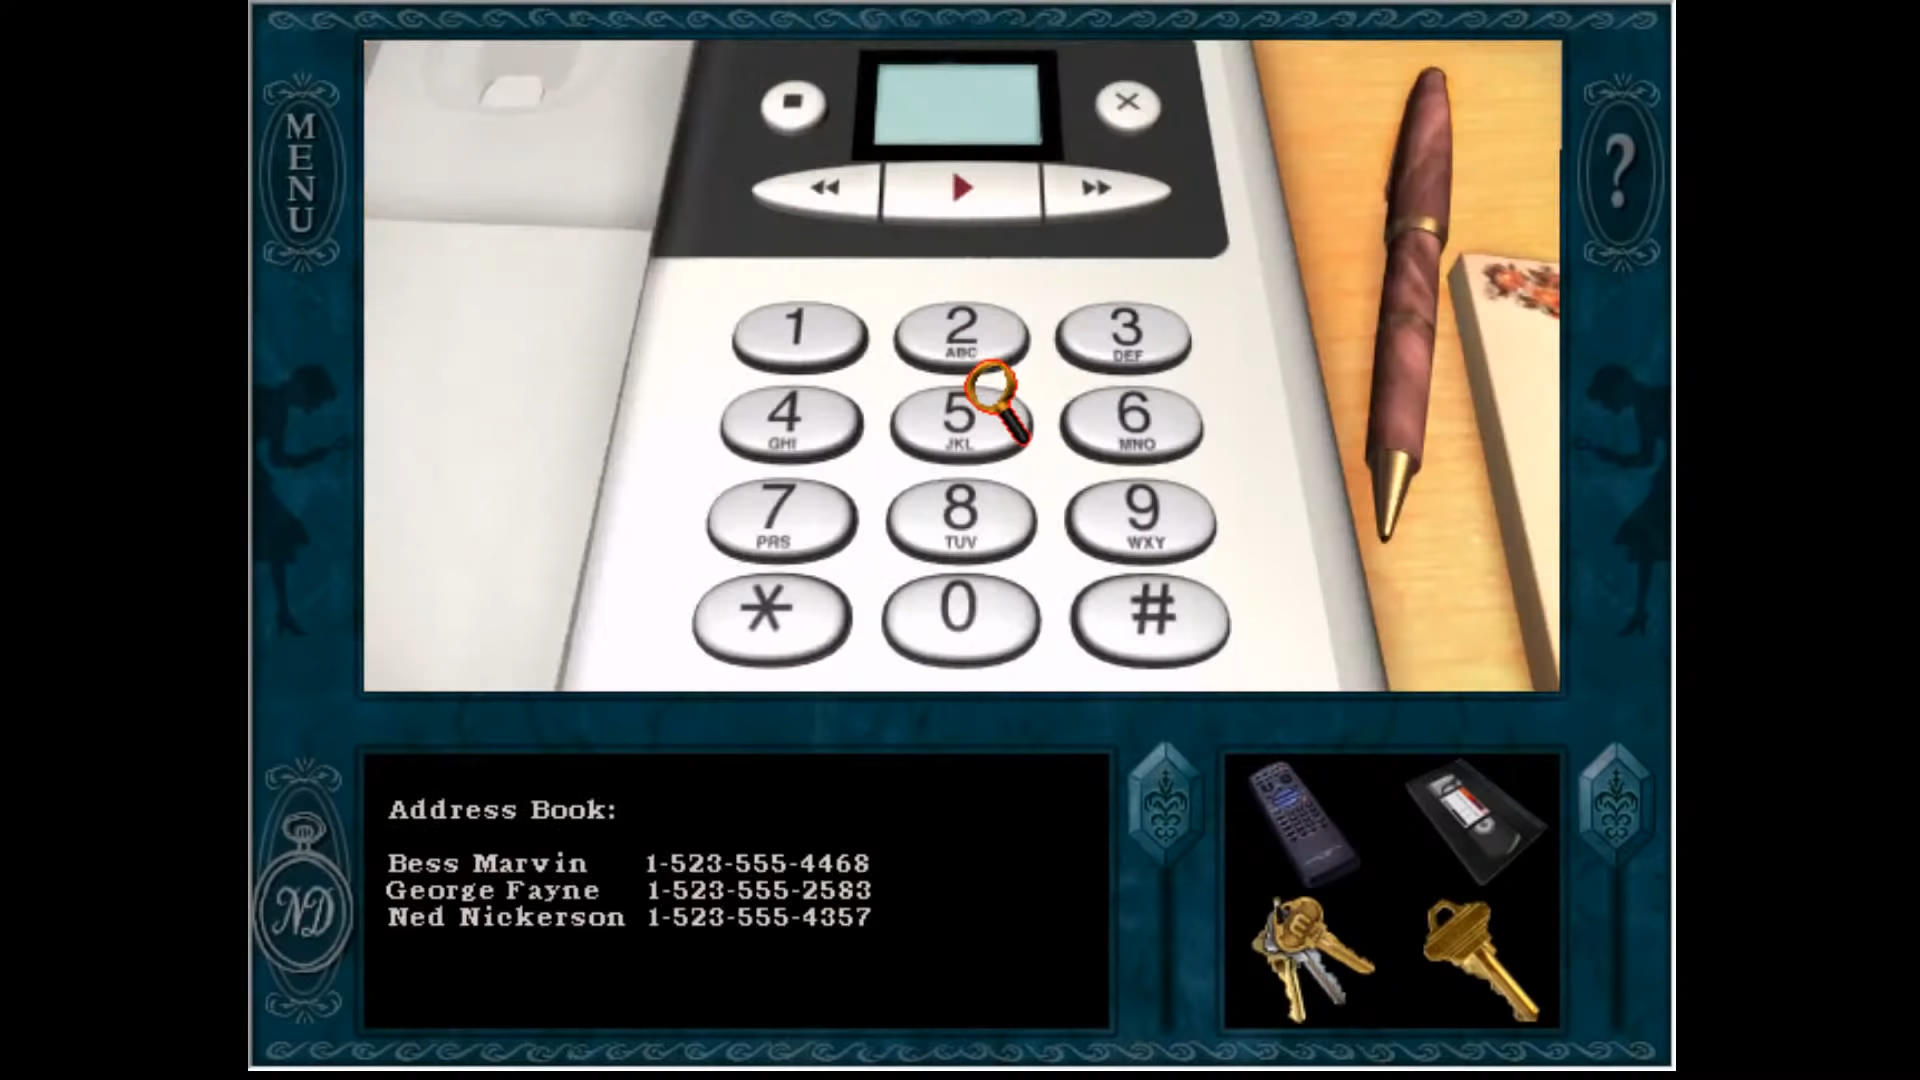 MENU
?
1
2
ABC
3
DEF
4
GHI
5
JKL
6
MNO
7
PRS
8
TUV
9
WXY
*
0
#
Address Book:
Bess Marvin 1-523-555-4468
George Fayne 1-523-555-2583
Ned Nickerson 1-523-555-4357
ND
E